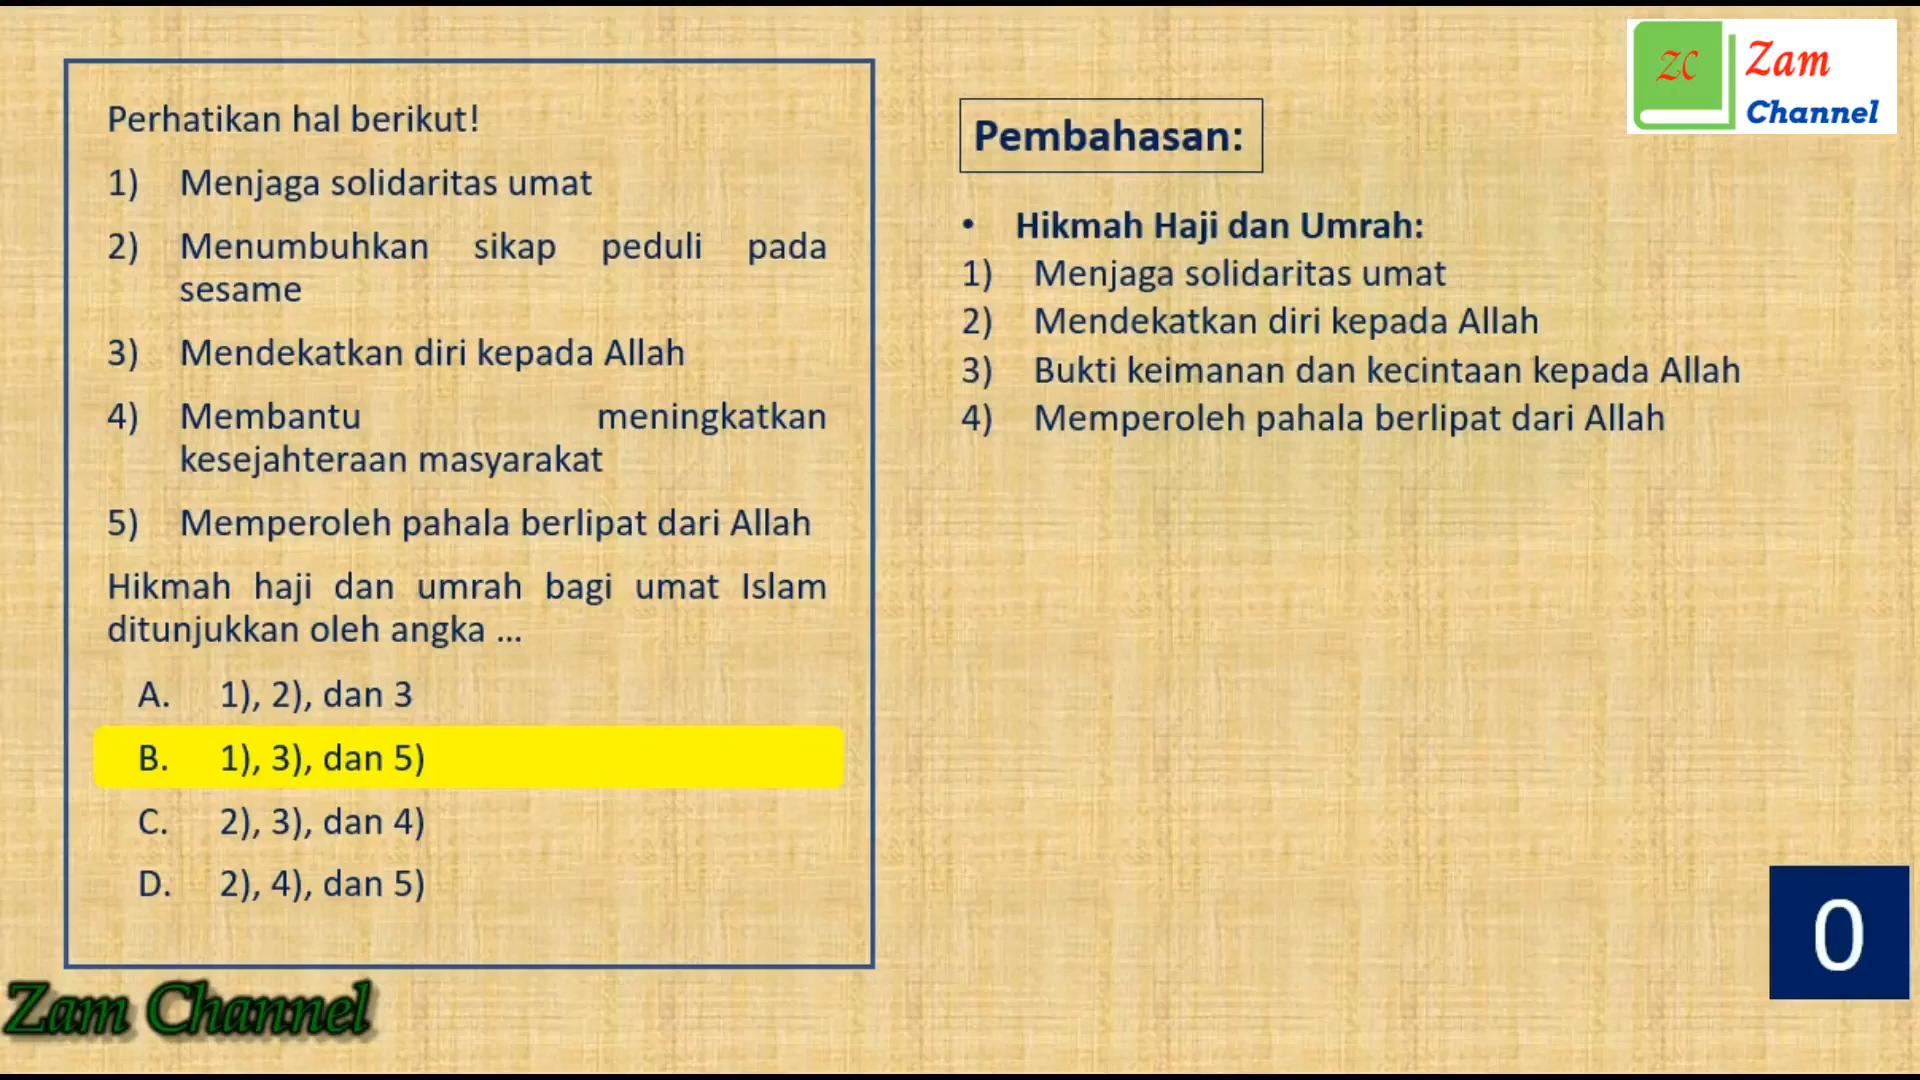 Perhatikan hal berikut!
1) Menjaga solidaritas umat
2) Menumbuhkan sikap peduli pada
sesame
3) Mendekatkan diri kepada Allah
4) Membantu meningkatkan
kesejahteraan masyarakat
5) Memperoleh pahala berlipat dari Allah
Hikmah haji dan umrah bagi umat Islam
ditunjukkan oleh angka ...
A. 1), 2), dan 3
B. 1), 3), dan 5)
C. 2), 3), dan 4)
D. 2), 4), dan 5)
Zam Channel
Pembahasan:
• Hikmah Haji dan Umrah:
1) Menjaga solidaritas umat
2) Mendekatkan diri kepada Allah
3) Bukti keimanan dan kecintaan kepada Allah
4) Memperoleh pahala berlipat dari Allah
ZC
Zam
Channel
0